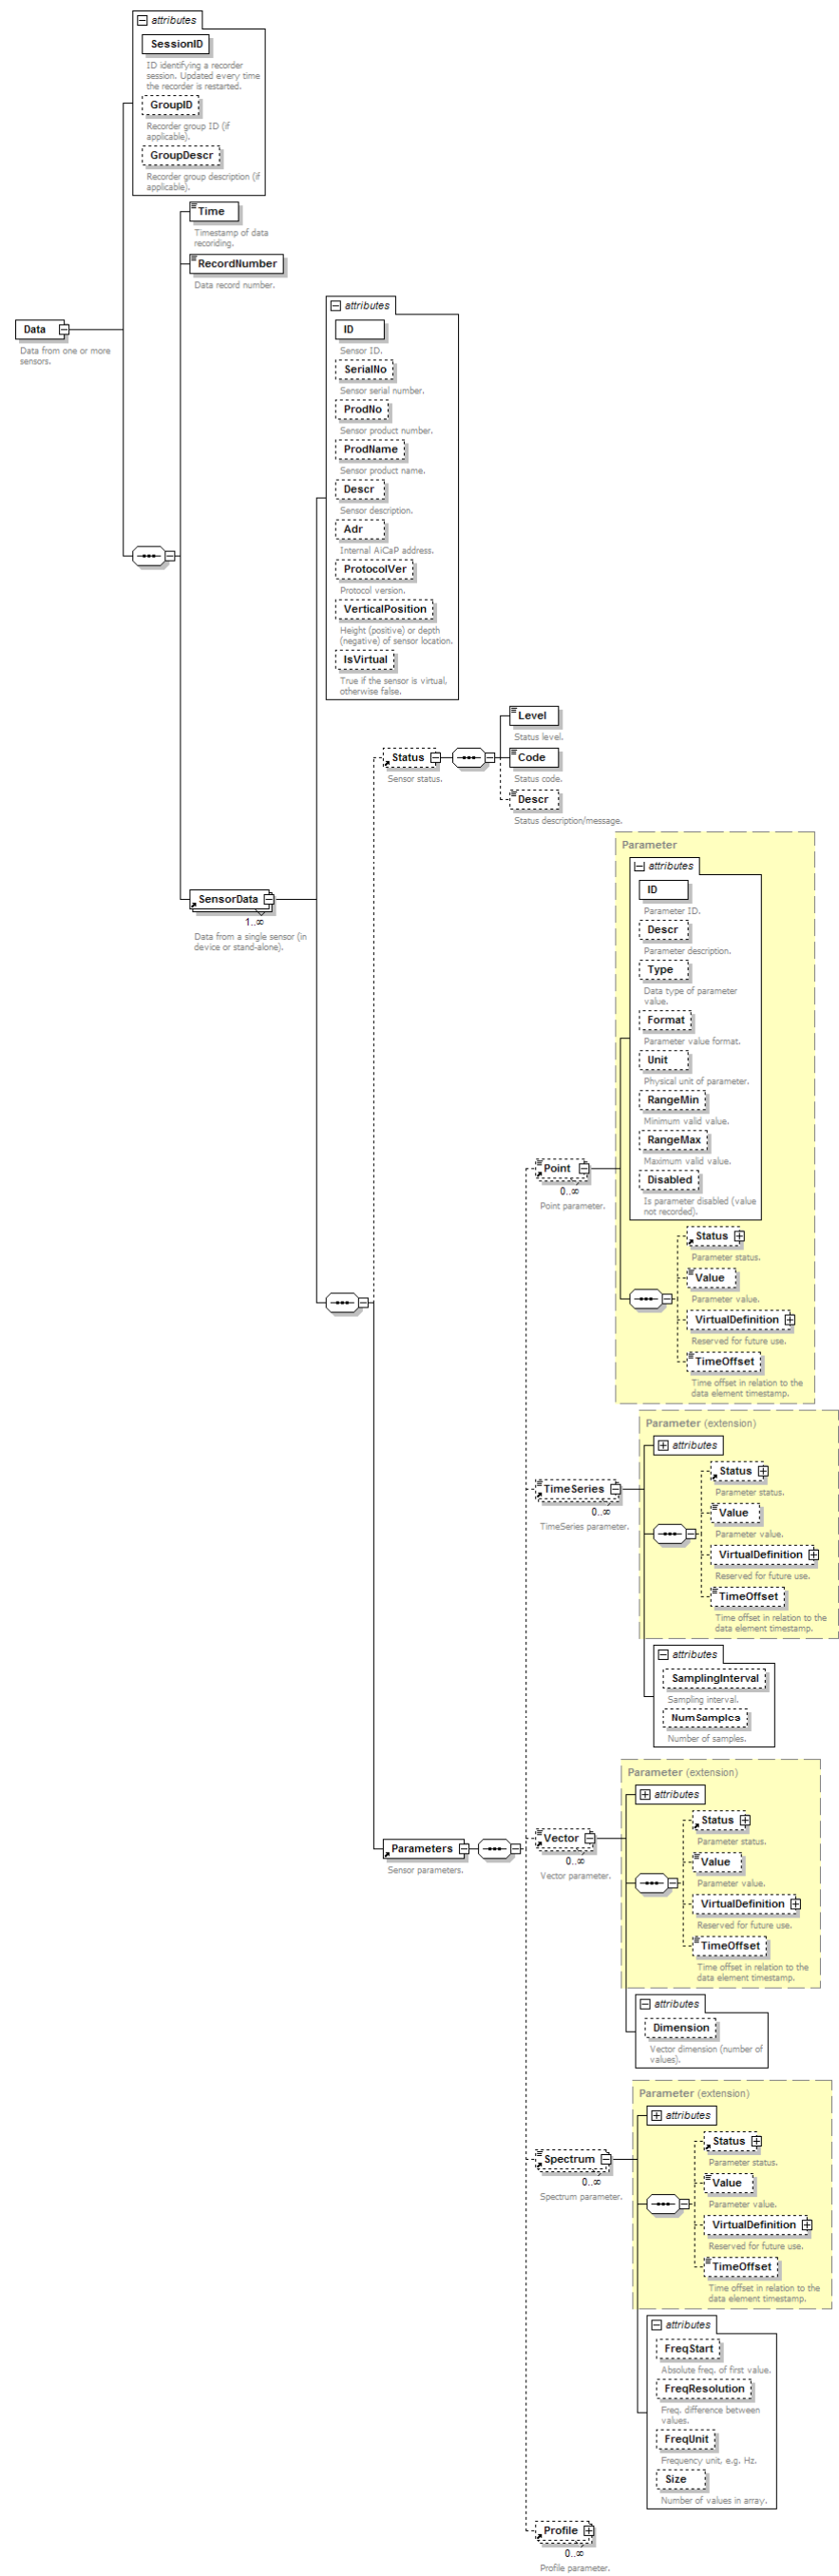 attributes
SessionID
ID identifying a recorder
session. Updated every time
the recorder is restarted.
GroupID
Recorder group ID (if
applicable).
GroupDescr
Recorder group description (if
applicable).
Time
Timestamp of data
recoriding.
RecordNumber
Data record number.
Data
Data from one or more
sensors.
attributes
ID
Sensor ID.
SerialNo
Sensor serial number.
ProdNo
Sensor product number.
ProdName
Sensor product name.
Descr
Sensor description.
Adr
Internal AiCaP address.
ProtocolVer
Protocol version.
VerticalPosition
Height (positive) or depth
(negative) of sensor location.
IsVirtual
True if the sensor is virtual,
otherwise false.
Level
Status level.
Status
Sensor status.
Code
Status code.
Descr
Status description/message.
SensorData
1..∞
Data from a single sensor (in
device or stand-alone).
Parameter
attributes
ID
Parameter ID.
Descr
Parameter description.
Type
Data type of parameter
value.
Format
Parameter value format.
Unit
Physical unit of parameter.
RangeMin
Minimum valid value.
RangeMax
Maximum valid value.
Disabled
Is parameter disabled (value
not recorded).
Point
0..∞
Point parameter.
Status
Parameter status.
Value
Parameter value.
VirtualDefinition
Reserved for future use.
TimeOffset
Time offset in relation to the
data element timestamp.
Parameter (extension)
attributes
Status
Parameter status.
TimeSeries
0..∞
TimeSeries parameter.
Value
Parameter value.
VirtualDefinition
Reserved for future use.
TimeOffset
Time offset in relation to the
data element timestamp.
attributes
SamplingInterval
Sampling interval.
NumSamples
Number of samples.
Parameter (extension)
attributes
Status
Parameter status.
Parameters
Sensor parameters.
Vector
0..∞
Vector parameter.
Value
Parameter value.
VirtualDefinition
Reserved for future use.
TimeOffset
Time offset in relation to the
data element timestamp.
attributes
Dimension
Vector dimension (number of
values).
Parameter (extension)
attributes
Status
Parameter status.
Spectrum
0..∞
Spectrum parameter.
Value
Parameter value.
VirtualDefinition
Reserved for future use.
TimeOffset
Time offset in relation to the
data element timestamp.
attributes
FreqStart
Absolute freq. of first value.
FreqResolution
Freq. difference between
values.
FreqUnit
Frequency unit, e.g. Hz.
Size
Number of values in array.
Profile
0..∞
Profile parameter.